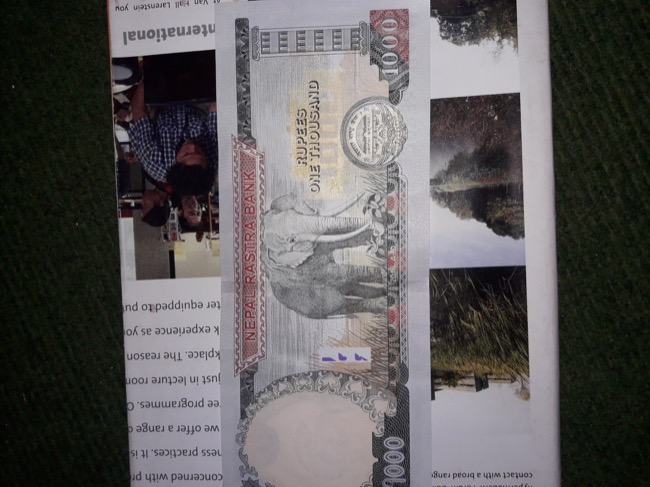 contact with a broad range
1000
NEPAL RASTRA BANK
RUPEES
ONE THOUSAND
1000
concerned with
ness practices. It is
we offer a range
ee programmes.
just in lecture room
kplace. The reason
k experience as yo
ter equipped to pu
nternational
Van Hall Larenstein you